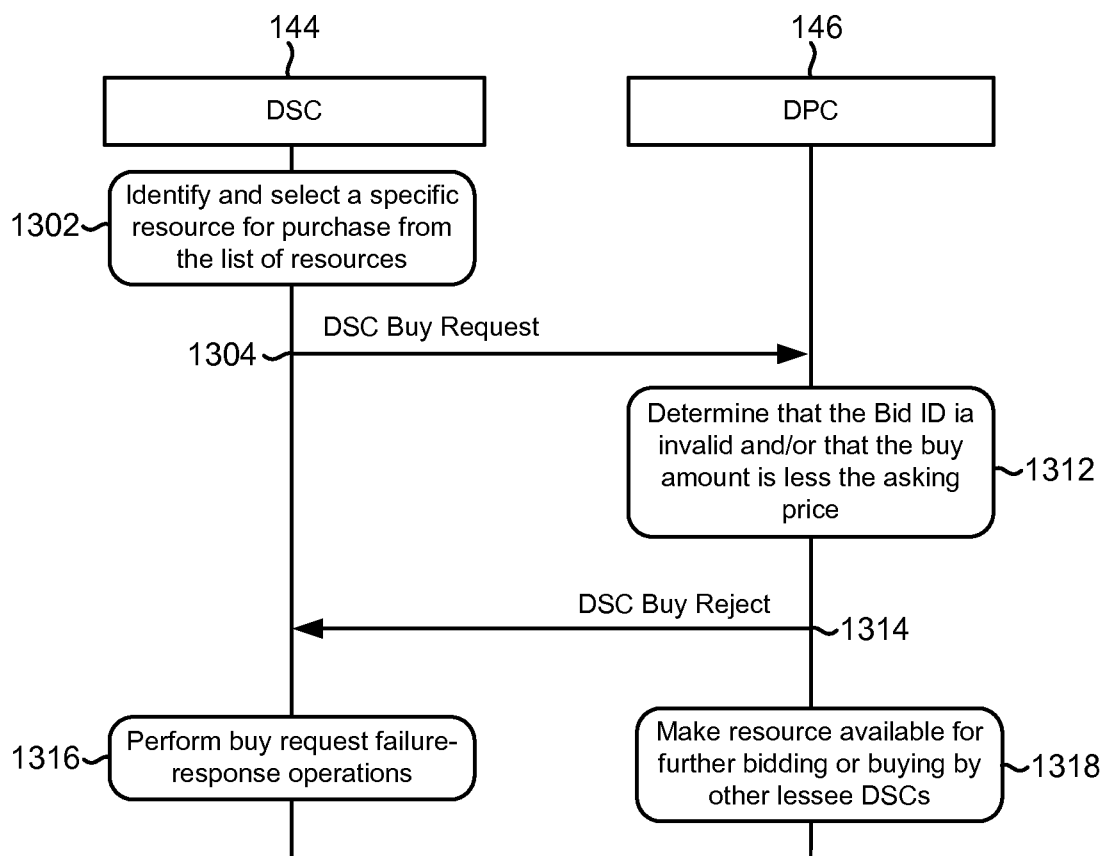 144
146
DSC
DPC
1302
Identify and select a specific
resource for purchase from
the list of resources
DSC Buy Request
1304
Determine that the Bid ID ia
invalid and/or that the buy
amount is less the asking
price
1312
DSC Buy Reject
1314
1316
Perform buy request failure-
response operations
Make resource available for
further bidding or buying by
other lessee DSCs
1318